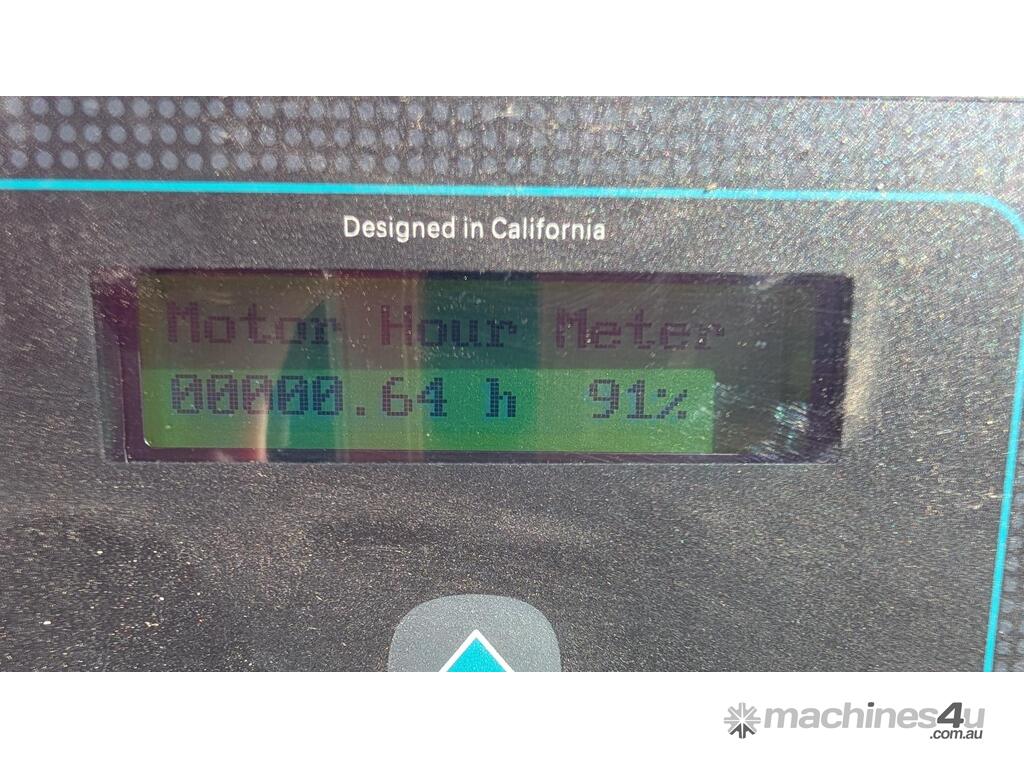 Designed in California
Motor Hour Meter
00000.64 h 91%
machines4u
.com.au